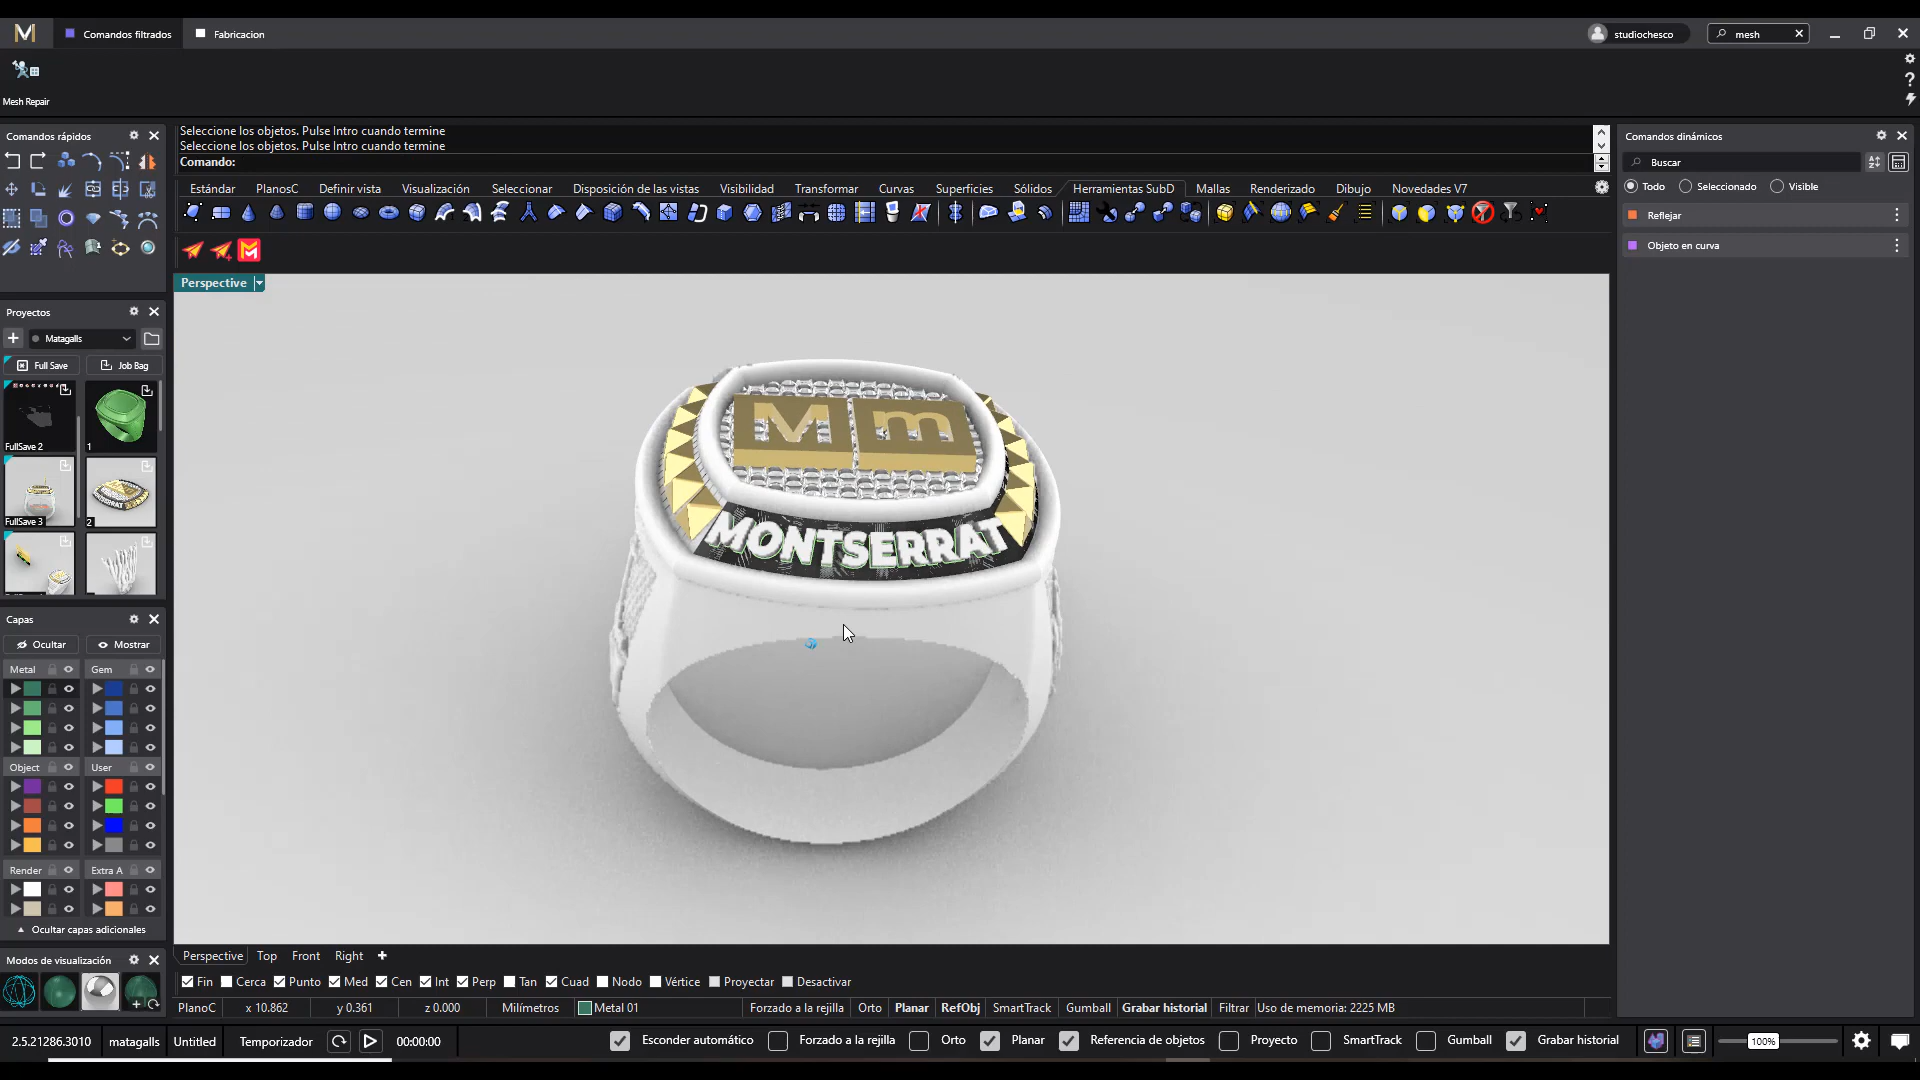 Comandos filtrados
Fabricacion
studiochesco
mesh
Mesh Repair
Comandos rápidos
Seleccione los objetos. Pulse Intro cuando termine
Seleccione los objetos. Pulse Intro cuando termine
Comando:
Estándar PlanosC Definir vista Visualización Seleccionar Disposición de las vistas Visibilidad Transformar Curvas Superficies Sólidos Herramientas SubD Mallas Renderizado Dibujo Novedades V7
Comandos dinámicos
Buscar
Todo Seleccionado Visible
Reflejar
Objeto en curva
Perspective
Proyectos
Matagalls
Full Save Job Bag
FullSave 2 1
FullSave 3 2
M m
MONTSERRAT
Capas
Ocultar Mostrar
Metal Gem
Object User
Render Extra A
Ocultar capas adicionales
Modos de visualización
Perspective Top Front Right
Fin Cerca Punto Med Cen Int Perp Tan Cuad Nodo Vértice Proyectar Desactivar
PlanoC x 10.862 y 0.361 z 0.000 Milímetros Metal 01 Forzado a la rejilla Orto Planar RefObj SmartTrack Gumball Grabar historial Filtrar Uso de memoria: 2225 MB
2.5.21286.3010 matagalls Untitled Temporizador 00:00:00 Esconder automático Forzado a la rejilla Orto Planar Referencia de objetos Proyecto SmartTrack Gumball Grabar historial 100%